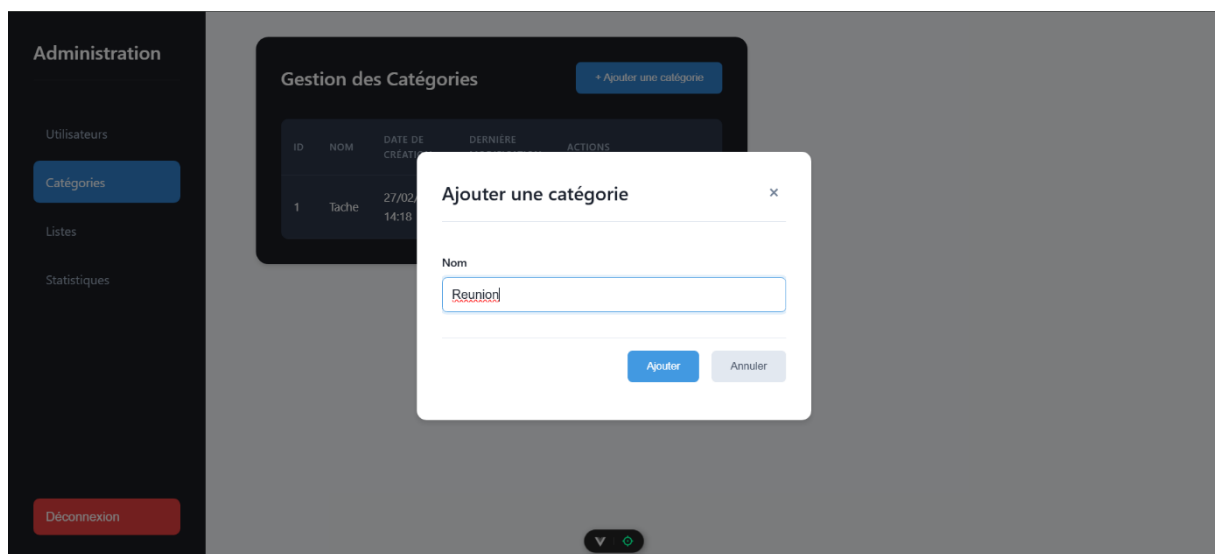 Administration
Utilisateurs
Catégories
Listes
Statistiques
Déconnexion
Gestion des Catégories
+ Ajouter une catégorie
ID NOM DATE DE DERNIÈRE ACTIONS
1 Tache 27/02/
14:18
Ajouter une catégorie ×
Nom
Reunion
Ajouter Annuler